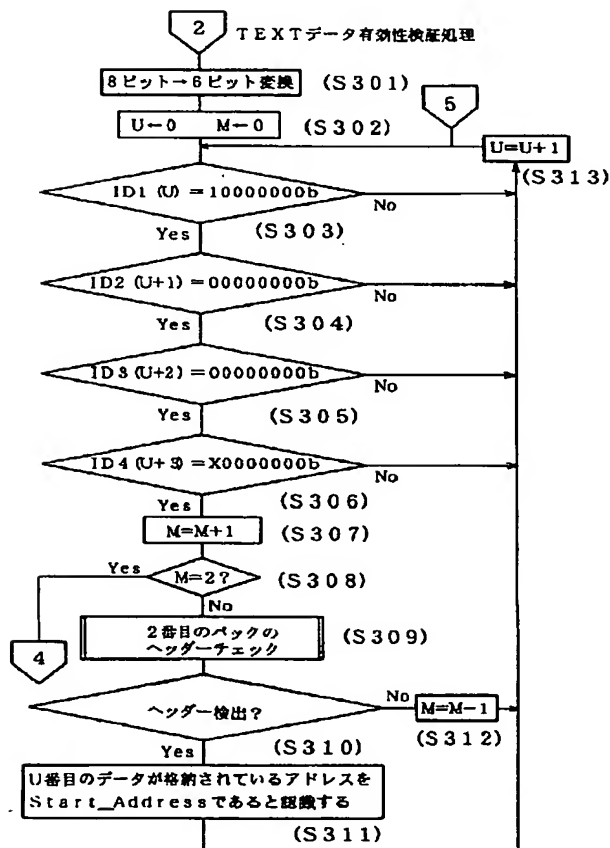 2
TEXTデータ有効性検証処理
8ビット→6ビット変換
(S301)
5
U←0 M←0
(S302)
U=U+1
(S313)
ID1(U)=10000000b
No
Yes
(S303)
ID2(U+1)=00000000b
No
Yes
(S304)
ID3(U+2)=00000000b
No
Yes
(S305)
ID4(U+3)=X0000000b
No
(S306)
Yes
M=M+1
(S307)
Yes
M=2?
(S308)
No
4
2番目のパックの
ヘッダーチェック
(S309)
ヘッダー検出?
No
M=M-1
(S312)
Yes
(S310)
U番目のデータが格納されているアドレスを
Start_Addressであると認識する
(S311)